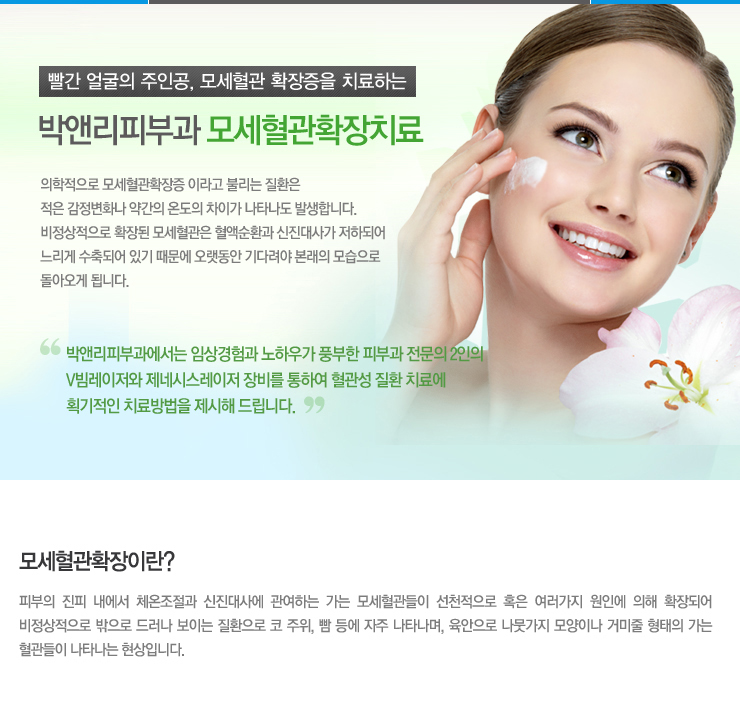 빨간 얼굴의 주인공, 모세혈관 확장증을 치료하는
박앤리피부과 모세혈관확장치료
의학적으로 모세혈관확장증 이라고 불리는 질환은
적은 감정변화나 약간의 온도의 차이가 나타나도 발생합니다.
비정상적으로 확장된 모세혈관은 혈액순환과 신진대사가 저하되어
느리게 수축되어 있기 때문에 오랫동안 기다려야 본래의 모습으로
돌아오게 됩니다.
“ 박앤리피부과에서는 임상경험과 노하우가 풍부한 피부과 전문의 2인의
V빔레이저와 제네시스레이저 장비를 통하여 혈관성 질환 치료에
획기적인 치료방법을 제시해 드립니다. ”
모세혈관확장이란?
피부의 진피 내에서 체온조절과 신진대사에 관여하는 가는 모세혈관들이 선천적으로 혹은 여러가지 원인에 의해 확장되어
비정상적으로 밖으로 드러나 보이는 질환으로 코 주위, 빰 등에 자주 나타나며, 육안으로 나뭇가지 모양이나 거미줄 형태의 가는
혈관들이 나타나는 현상입니다.